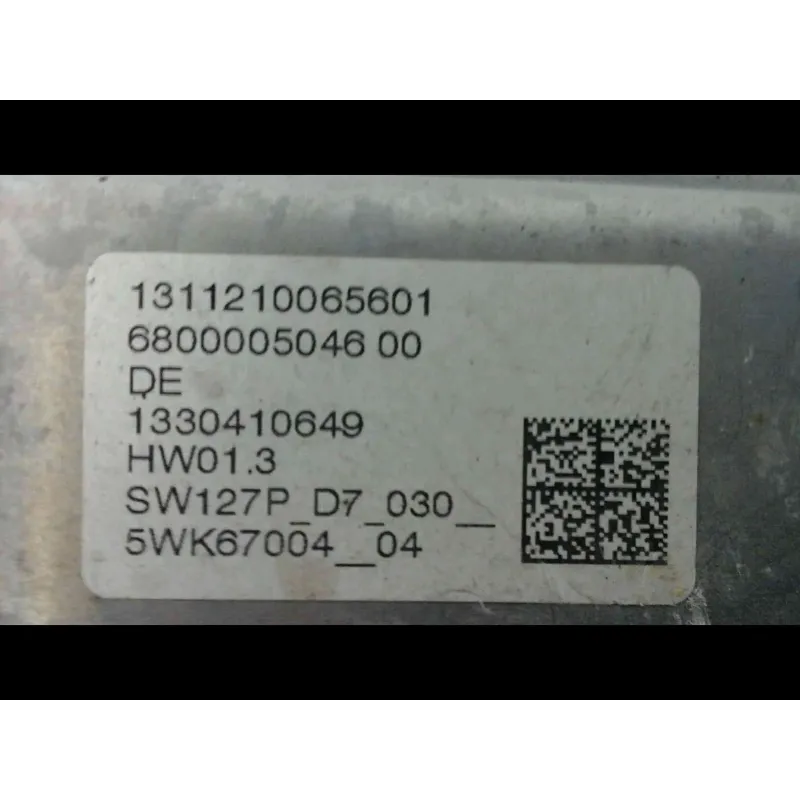 1311210065601
6800005046 00
DE
1330410649
HW01.3
SW127P_D7_030__
5WK67004__04